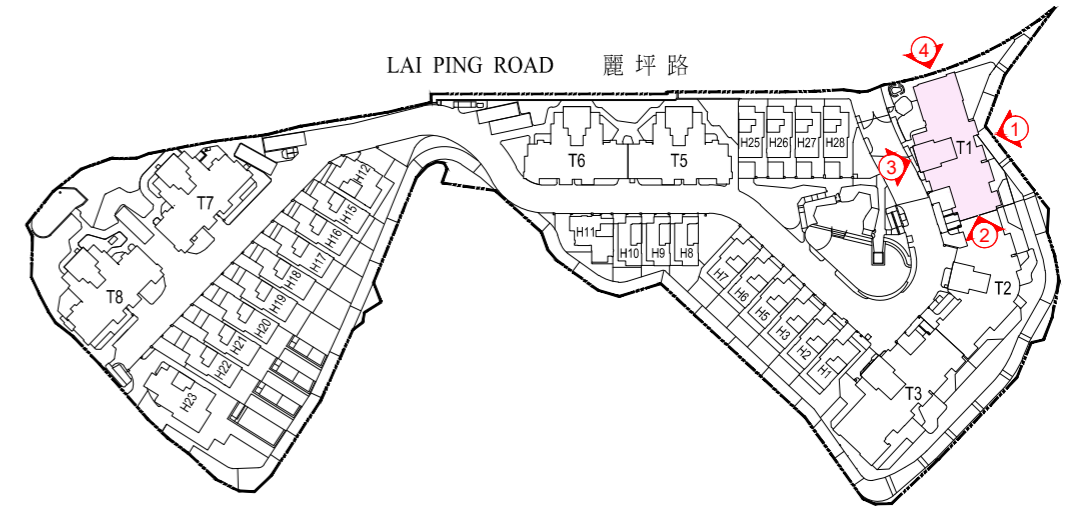 LAI PING ROAD 麗坪路
4
1
3
2
T1
T2
T3
T5
T6
T7
T8
H25
H26
H27
H28
H12
H15
H16
H17
H18
H19
H20
H21
H22
H23
H11
H10
H9
H8
H7
H6
H5
H3
H2
H1